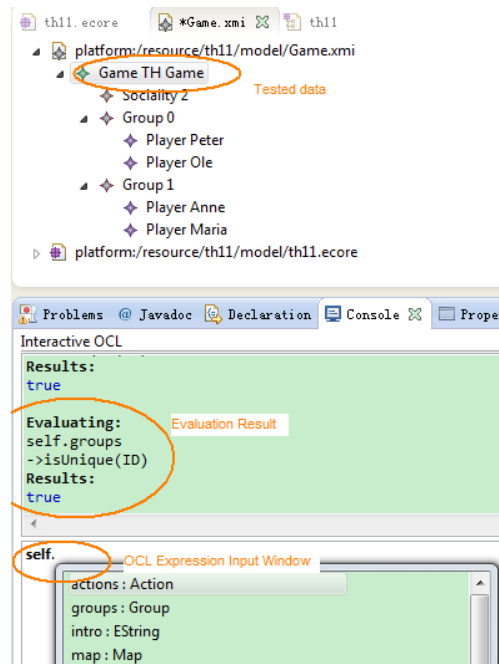 th11.ecore *Game.xmi th11
platform:/resource/th11/model/Game.xmi
Game TH Game
Tested data
Sociality 2
Group 0
Player Peter
Player Ole
Group 1
Player Anne
Player Maria
platform:/resource/th11/model/th11.ecore
Problems @ Javadoc Declaration Console Prope
Interactive OCL
Results:
true
Evaluating:
Evaluation Result
self.groups
->isUnique(ID)
Results:
true
self.
OCL Expression Input Window
actions : Action
groups : Group
intro : EString
map : Map